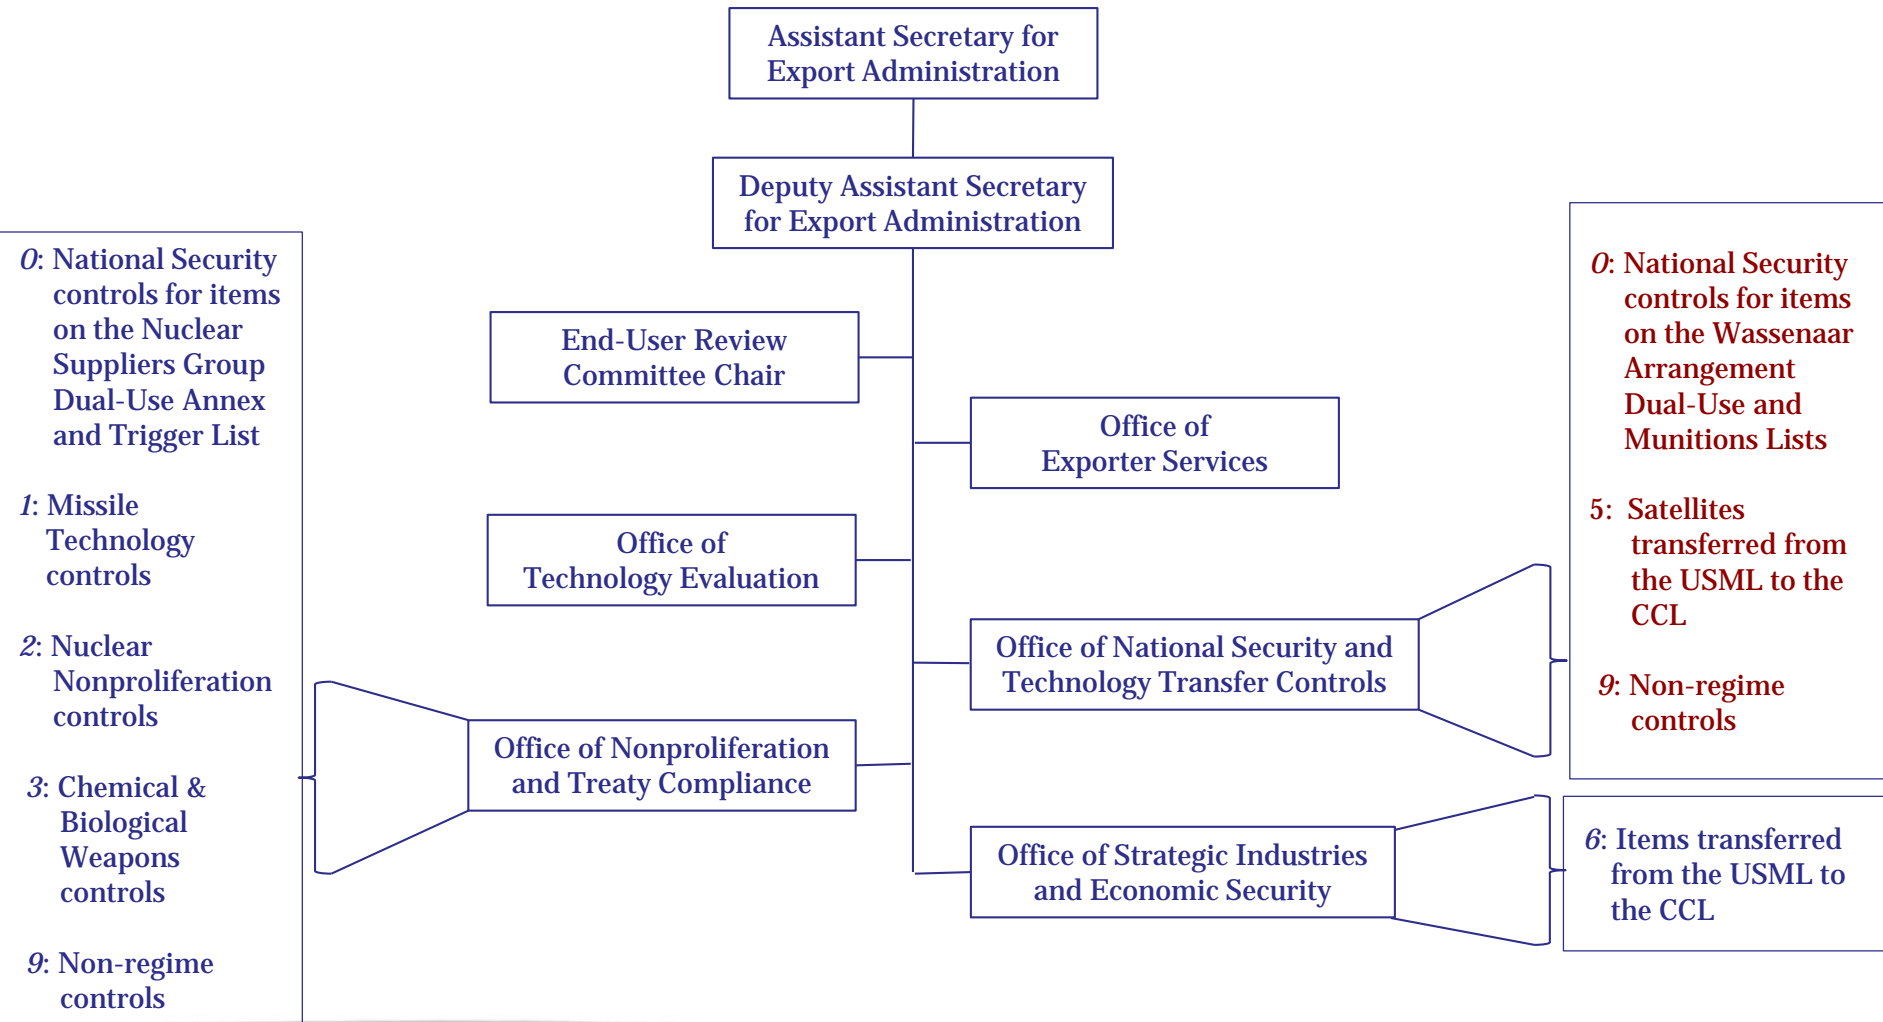 Assistant Secretary for
Export Administration
Deputy Assistant Secretary
for Export Administration
End-User Review
Committee Chair
Office of
Exporter Services
Office of
Technology Evaluation
Office of National Security and
Technology Transfer Controls
Office of Nonproliferation
and Treaty Compliance
Office of Strategic Industries
and Economic Security
0: National Security
controls for items
on the Nuclear
Suppliers Group
Dual-Use Annex
and Trigger List
1: Missile
Technology
controls
2: Nuclear
Nonproliferation
controls
3: Chemical &
Biological
Weapons
controls
9: Non-regime
controls
0: National Security
controls for items
on the Wassenaar
Arrangement
Dual-Use and
Munitions Lists
5: Satellites
transferred from
the USML to the
CCL
9: Non-regime
controls
6: Items transferred
from the USML to
the CCL